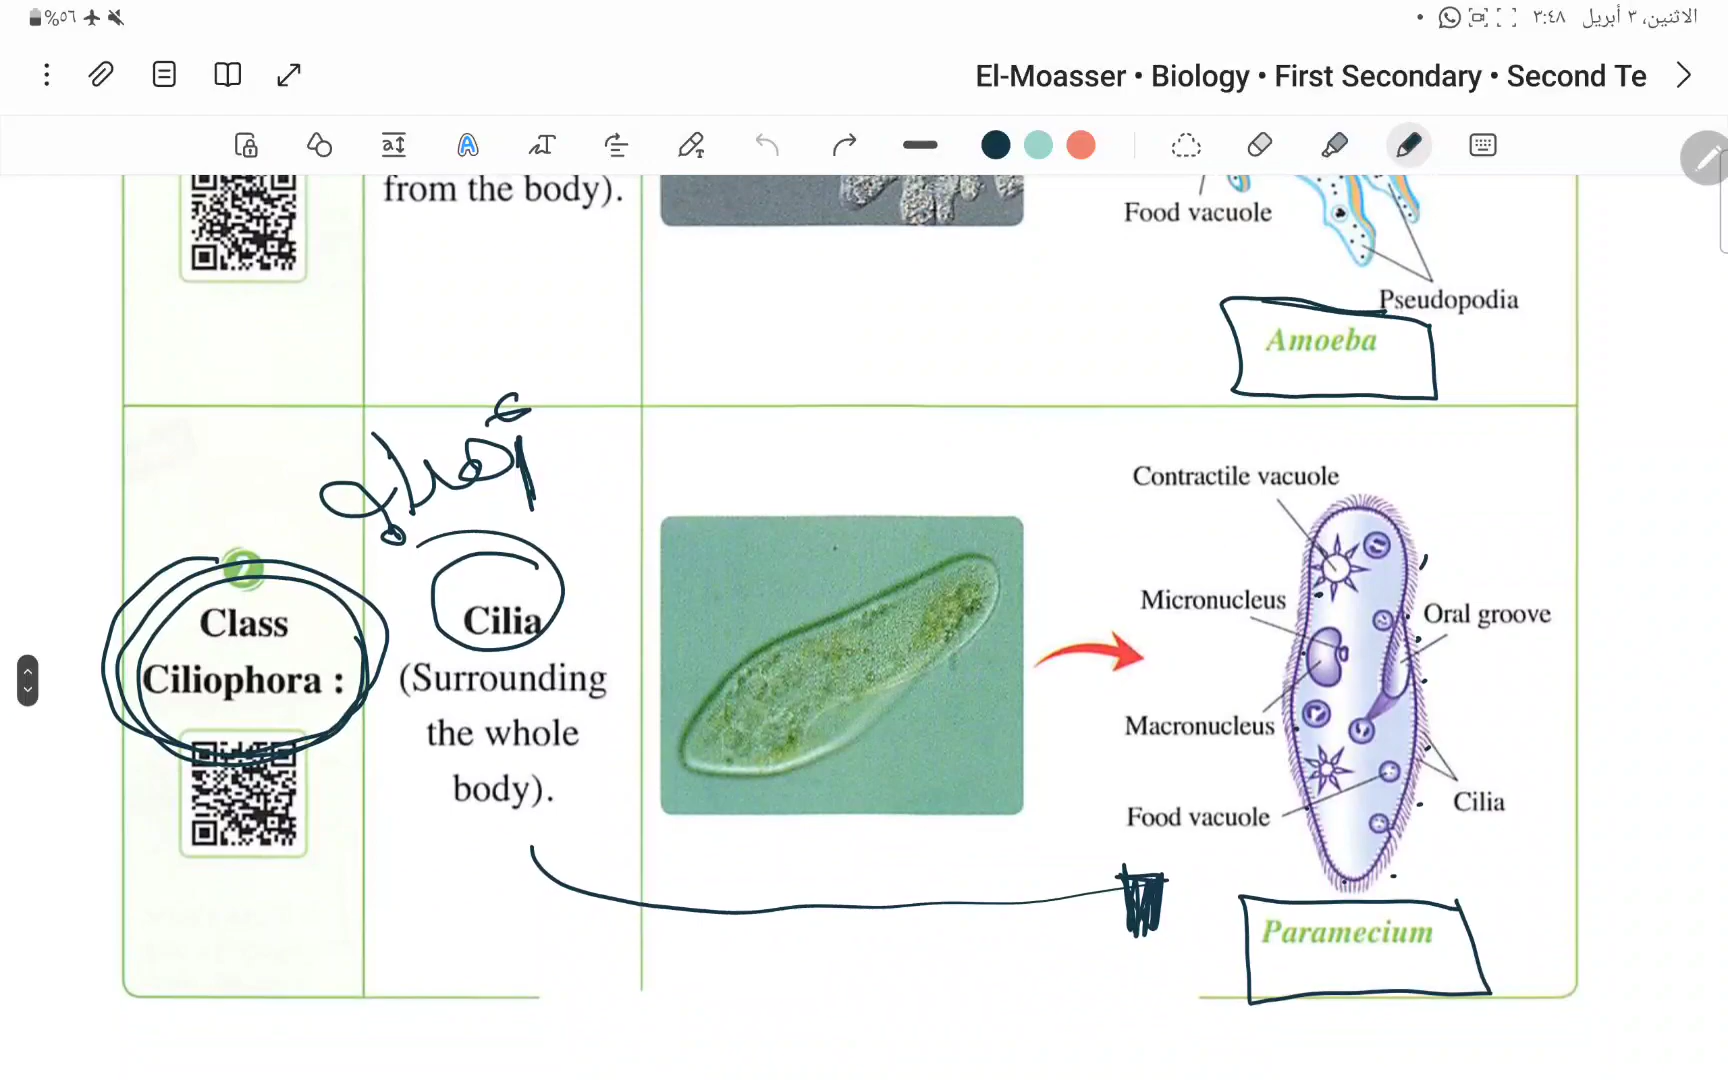 %٥٦
الاثنين، ٣ أبريل ٣:٤٨
El-Moasser • Biology • First Secondary • Second Te
from the body).
Food vacuole
Pseudopodia
Amoeba
2
Class
Ciliophora :
Cilia
(Surrounding
the whole
body).
Contractile vacuole
Micronucleus
Oral groove
Macronucleus
Food vacuole
Cilia
Paramecium